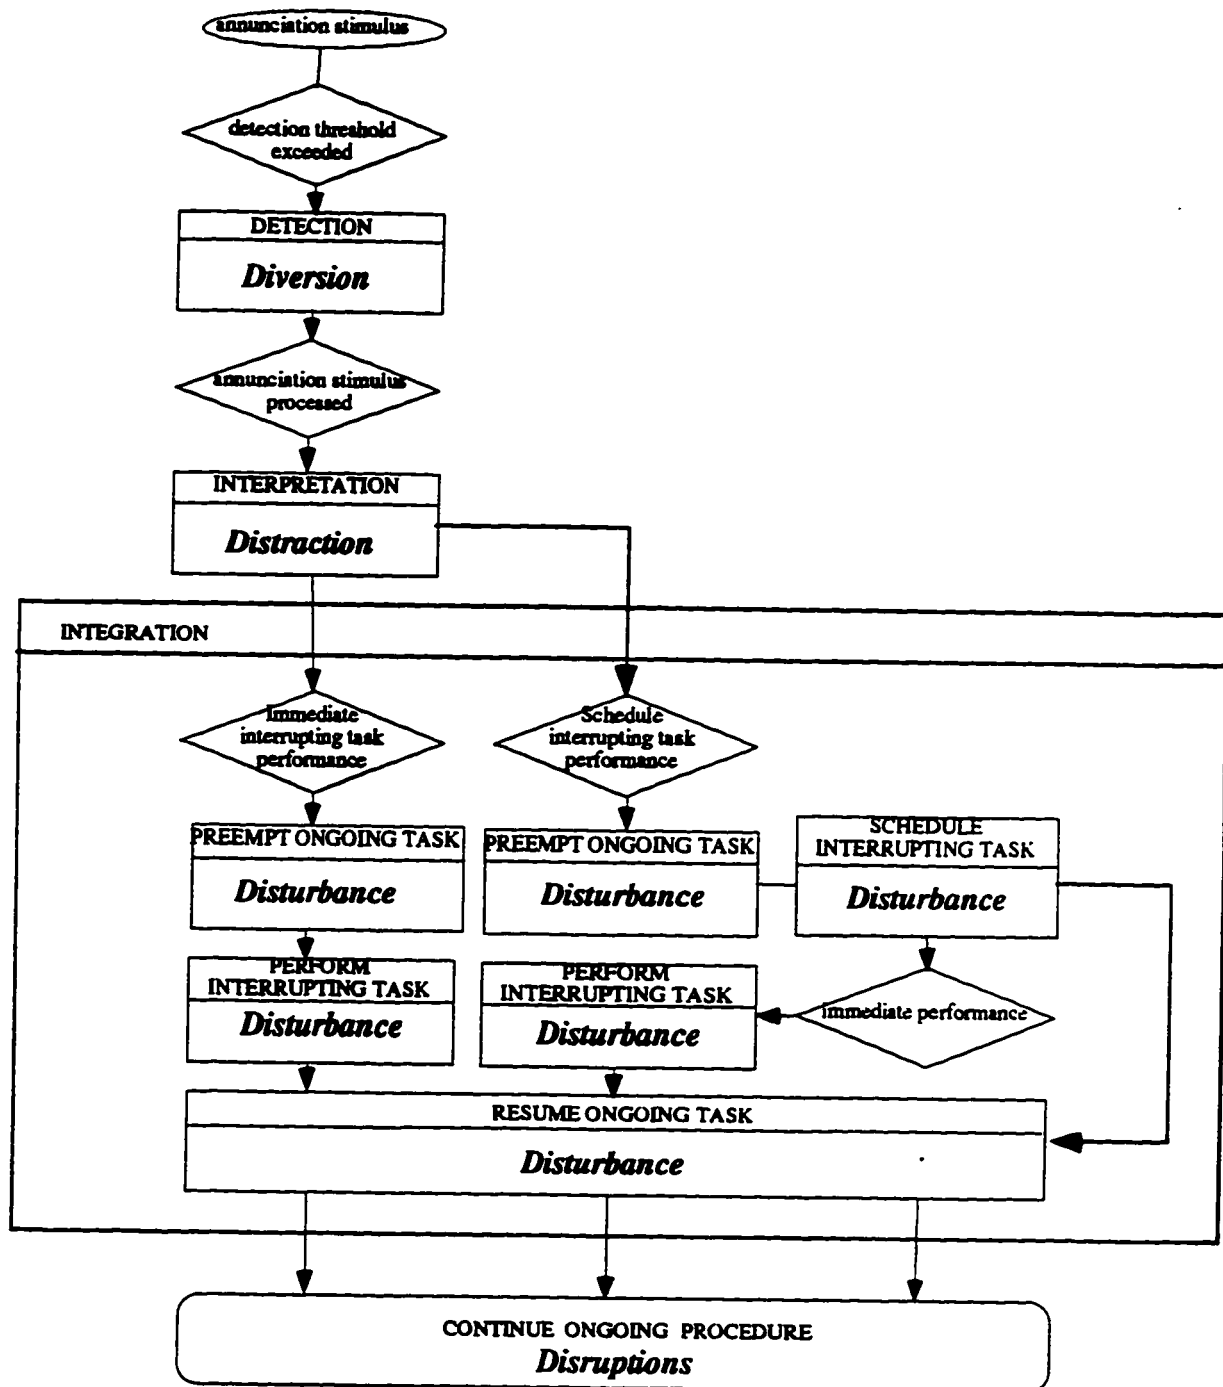 annunciation stimulus
detection threshold
exceeded
DETECTION
Diversion
annunciation stimulus
processed
INTERPRETATION
Distraction
INTEGRATION
Immediate
interrupting task
performance
Schedule
interrupting task
performance
PREEMPT ONGOING TASK
Disturbance
PREEMPT ONGOING TASK
Disturbance
SCHEDULE
INTERRUPTING TASK
Disturbance
PERFORM
INTERRUPTING TASK
Disturbance
PERFORM
INTERRUPTING TASK
Disturbance
immediate performance
RESUME ONGOING TASK
Disturbance
CONTINUE ONGOING PROCEDURE
Disruptions